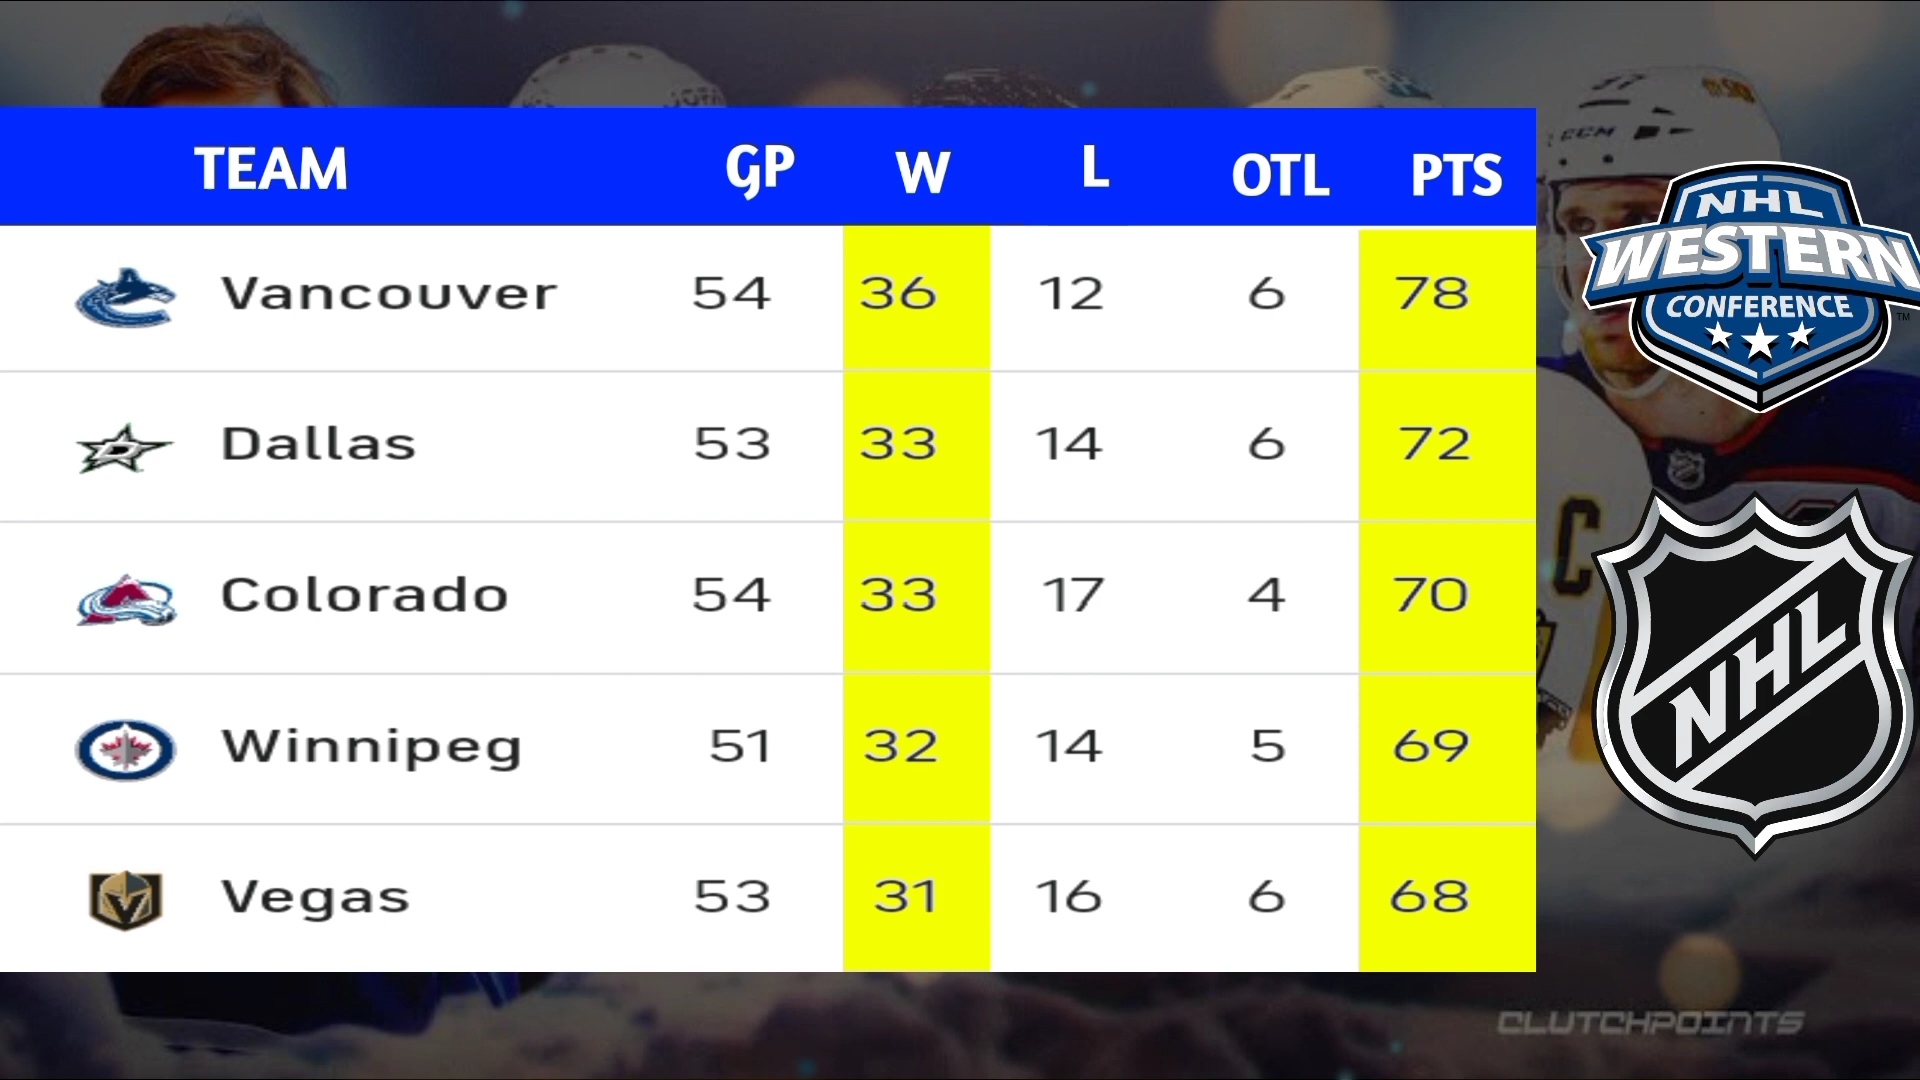 TEAM GP W L OTL PTS
Vancouver 54 36 12 6 78
Dallas 53 33 14 6 72
Colorado 54 33 17 4 70
Winnipeg 51 32 14 5 69
Vegas 53 31 16 6 68
NHL
WESTERN
CONFERENCE
TM
CCM
C
NHL
CLUTCHPOINTS